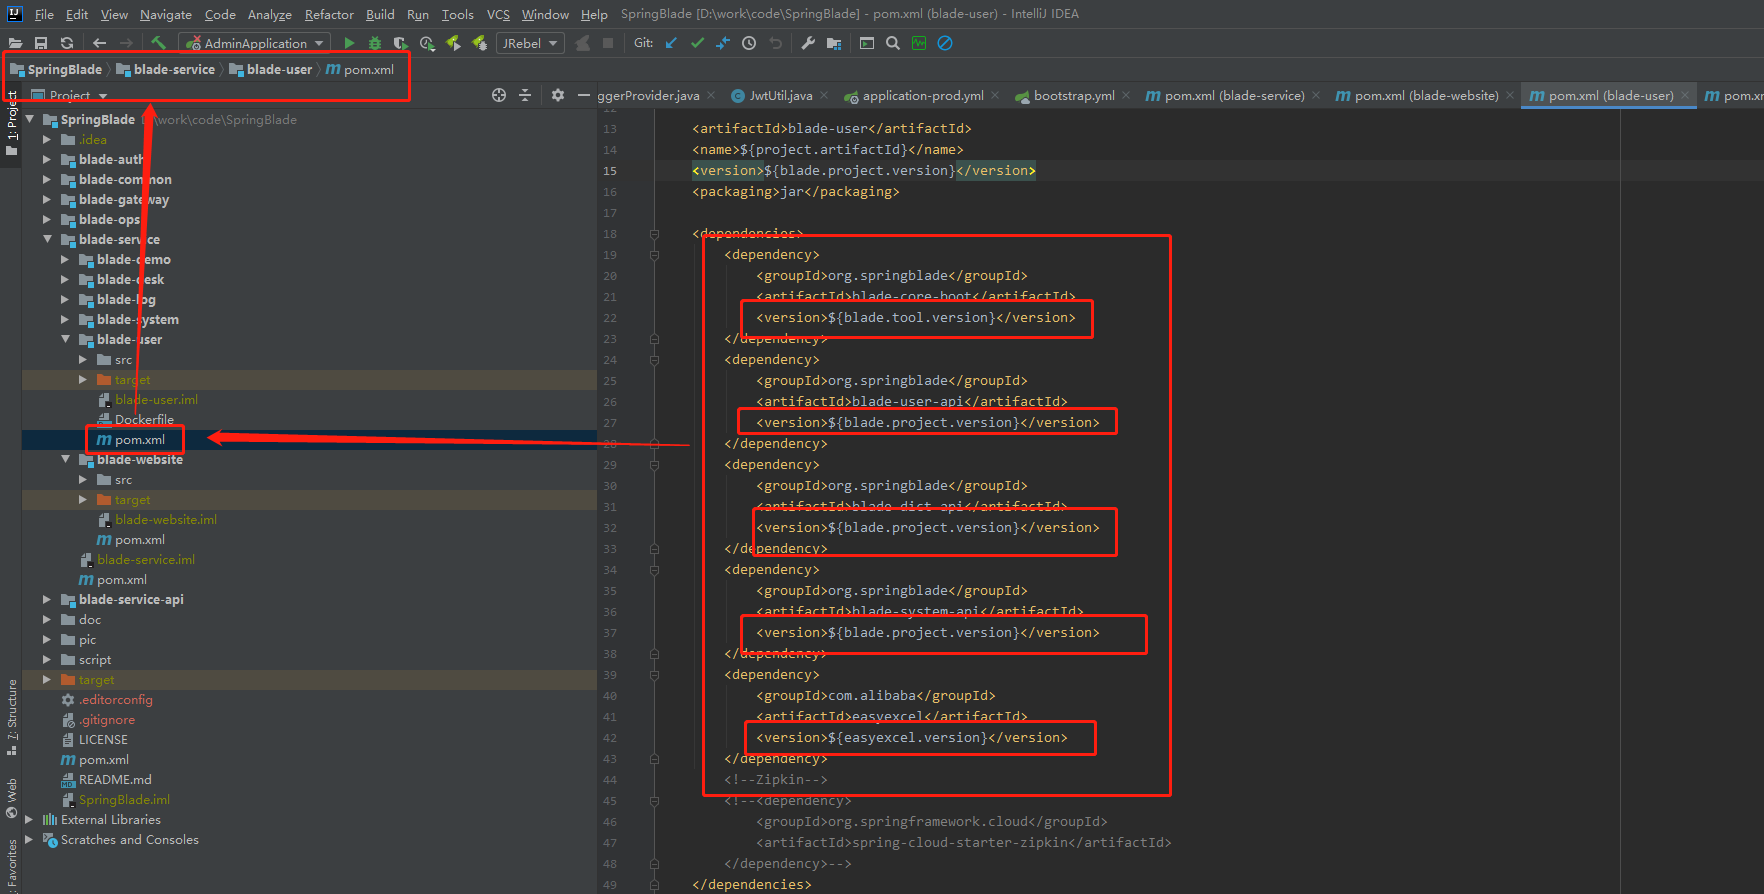 File Edit View Navigate Code Analyze Refactor Build Run Tools VCS Window Help SpringBlade [D:\work\code\SpringBlade] - pom.xml (blade-user) - IntelliJ IDEA
AdminApplication JRebel Git:
SpringBlade blade-service blade-user pom.xml
Project
ggerProvider.java JwtUtil.java application-prod.yml bootstrap.yml pom.xml (blade-service) pom.xml (blade-website) pom.xml (blade-user)
1: Project
SpringBlade \work\code\SpringBlade
.idea
blade-auth
blade-common
blade-gateway
blade-ops
blade-service
blade-demo
blade-desk
blade-log
blade-system
blade-user
src
target
blade-user.iml
Dockerfile
pom.xml
blade-website
src
target
blade-website.iml
pom.xml
blade-service.iml
pom.xml
blade-service-api
doc
pic
script
target
.editorconfig
.gitignore
LICENSE
pom.xml
README.md
SpringBlade.iml
External Libraries
Scratches and Consoles
7: Structure
Web
Favorites
13 <artifactId>blade-user</artifactId>
14 <name>${project.artifactId}</name>
15 <version>${blade.project.version}</version>
16 <packaging>jar</packaging>
17
18 <dependencies>
19 <dependency>
20 <groupId>org.springblade</groupId>
21 <artifactId>blade-core-boot</artifactId>
22 <version>${blade.tool.version}</version>
23 </dependency>
24 <dependency>
25 <groupId>org.springblade</groupId>
26 <artifactId>blade-user-api</artifactId>
27 <version>${blade.project.version}</version>
28 </dependency>
29 <dependency>
30 <groupId>org.springblade</groupId>
31 <artifactId>blade-dict-api</artifactId>
32 <version>${blade.project.version}</version>
33 </dependency>
34 <dependency>
35 <groupId>org.springblade</groupId>
36 <artifactId>blade-system-api</artifactId>
37 <version>${blade.project.version}</version>
38 </dependency>
39 <dependency>
40 <groupId>com.alibaba</groupId>
41 <artifactId>easyexcel</artifactId>
42 <version>${easyexcel.version}</version>
43 </dependency>
44 <!--Zipkin-->
45 <!--<dependency>
46 <groupId>org.springframework.cloud</groupId>
47 <artifactId>spring-cloud-starter-zipkin</artifactId>
48 </dependency>-->
49 </dependencies>